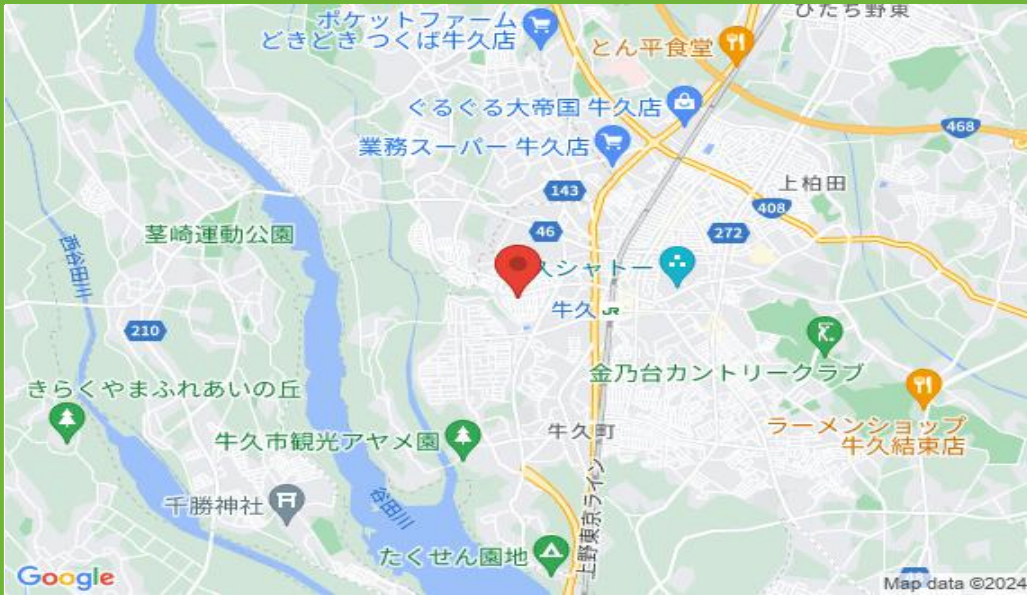 ひたち野東
ポケットファーム
どきどき つくば牛久店
とん平食堂
ぐるぐる大帝国 牛久店
業務スーパー 牛久店
468
上柏田
143
408
茎崎運動公園
46
272
西谷田川
久シャトー
牛久 JR
210
金乃台カントリークラブ
きらくやまふれあいの丘
ラーメンショップ
牛久結束店
牛久市観光アヤメ園
牛久町
千勝神社
谷田川
上野東京ライン
たくせん園地
Google
Map data ©2024